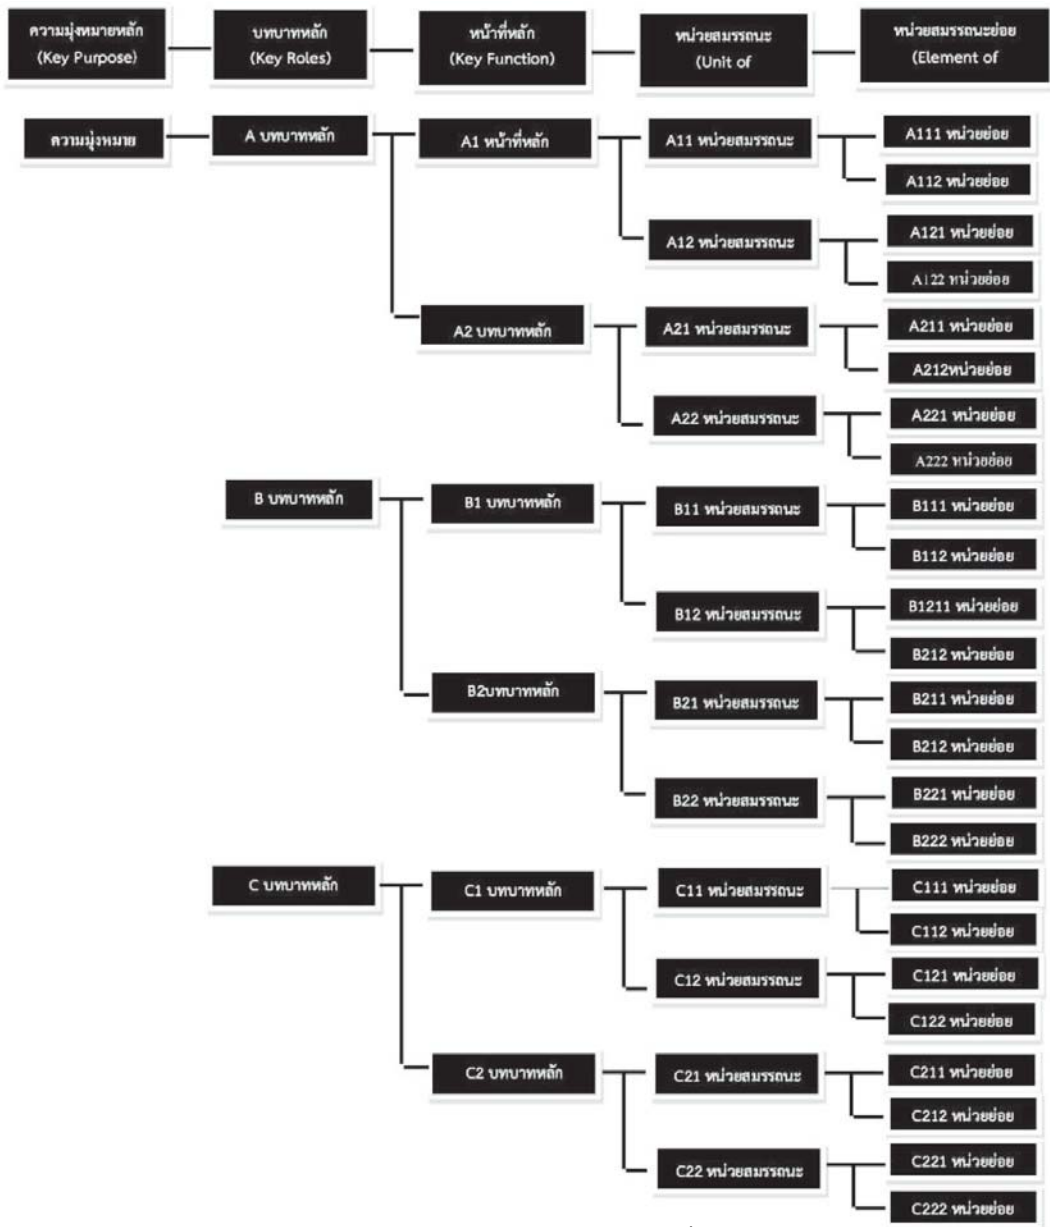 ความมุ่งหมายหลัก
(Key Purpose)
บทบาทหลัก
(Key Roles)
หน้าที่หลัก
(Key Function)
หน่วยสมรรถนะ
(Unit of
หน่วยสมรรถนะย่อย
(Element of
ความมุ่งหมาย
A บทบาทหลัก
A1 หน้าที่หลัก
A11 หน่วยสมรรถนะ
A111 หน่วยย่อย
A112 หน่วยย่อย
A12 หน่วยสมรรถนะ
A121 หน่วยย่อย
A122 หน่วยย่อย
A2 บทบาทหลัก
A21 หน่วยสมรรถนะ
A211 หน่วยย่อย
A212หน่วยย่อย
A22 หน่วยสมรรถนะ
A221 หน่วยย่อย
A222 หน่วยย่อย
B บทบาทหลัก
B1 บทบาทหลัก
B11 หน่วยสมรรถนะ
B111 หน่วยย่อย
B112 หน่วยย่อย
B12 หน่วยสมรรถนะ
B1211 หน่วยย่อย
B212 หน่วยย่อย
B2บทบาทหลัก
B21 หน่วยสมรรถนะ
B211 หน่วยย่อย
B212 หน่วยย่อย
B22 หน่วยสมรรถนะ
B221 หน่วยย่อย
B222 หน่วยย่อย
C บทบาทหลัก
C1 บทบาทหลัก
C11 หน่วยสมรรถนะ
C111 หน่วยย่อย
C112 หน่วยย่อย
C12 หน่วยสมรรถนะ
C121 หน่วยย่อย
C122 หน่วยย่อย
C2 บทบาทหลัก
C21 หน่วยสมรรถนะ
C211 หน่วยย่อย
C212 หน่วยย่อย
C22 หน่วยสมรรถนะ
C221 หน่วยย่อย
C222 หน่วยย่อย